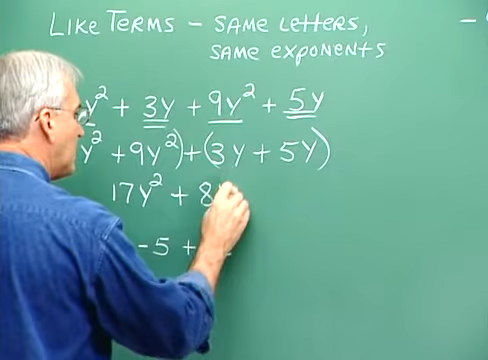 LIKE TERMS - SAME LETTERS,
SAME EXPONENTS
y² + 3y + 9y² + 5y
y² + 9y²) + (3y + 5y)
17y² + 8
-5 +